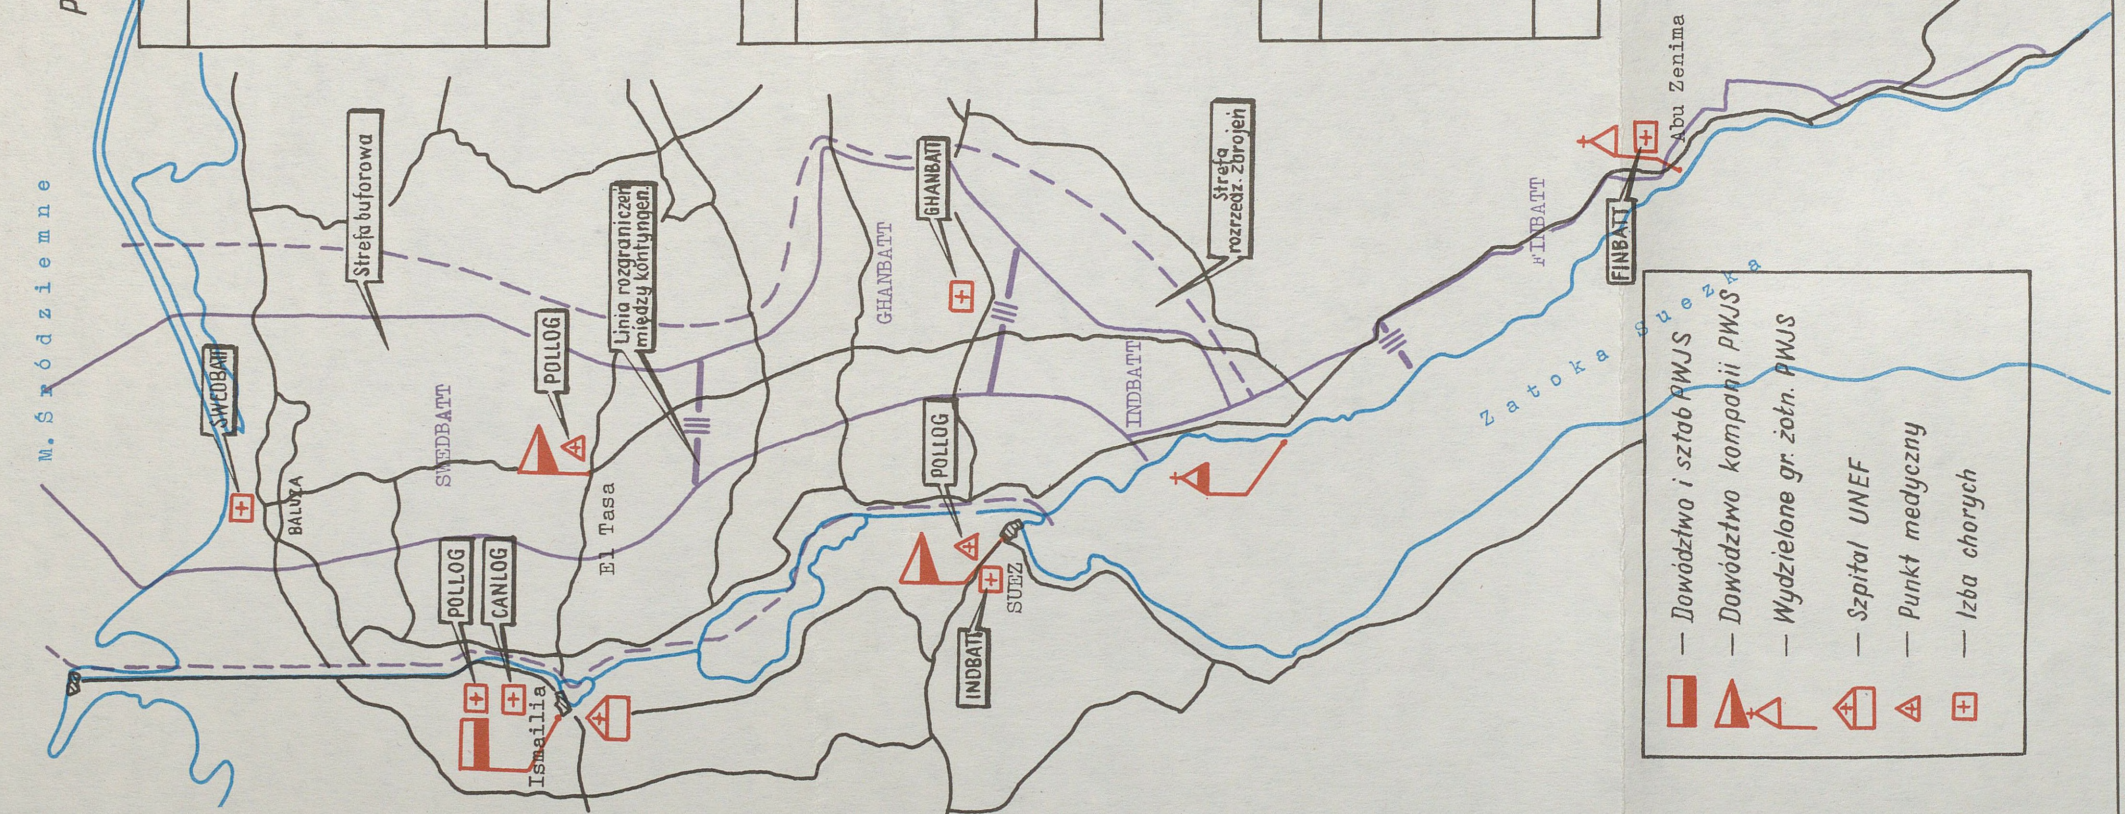 M. Śródziemne
SWEDBATT
BALUZA
Strefa buforowa
SWEDBATT
POLLOG
CANLOG
Ismailia
POLLOG
El Tasa
Linia rozgraniczeń
między kontyngen.
GHANBATT
GHANBATT
POLLOG
INDBATT
SUEZ
INDBATT
Strefa
rozrzedz. zbrojeń
FINBATT
FINBATT
Abu Zenima
Zatoka Sueska
— Dowództwo i sztab PWJS
— Dowództwo kompanii PWJS
— Wydzielone gr. żołn. PWJS
— Szpital UNEF
— Punkt medyczny
— Izba chorych